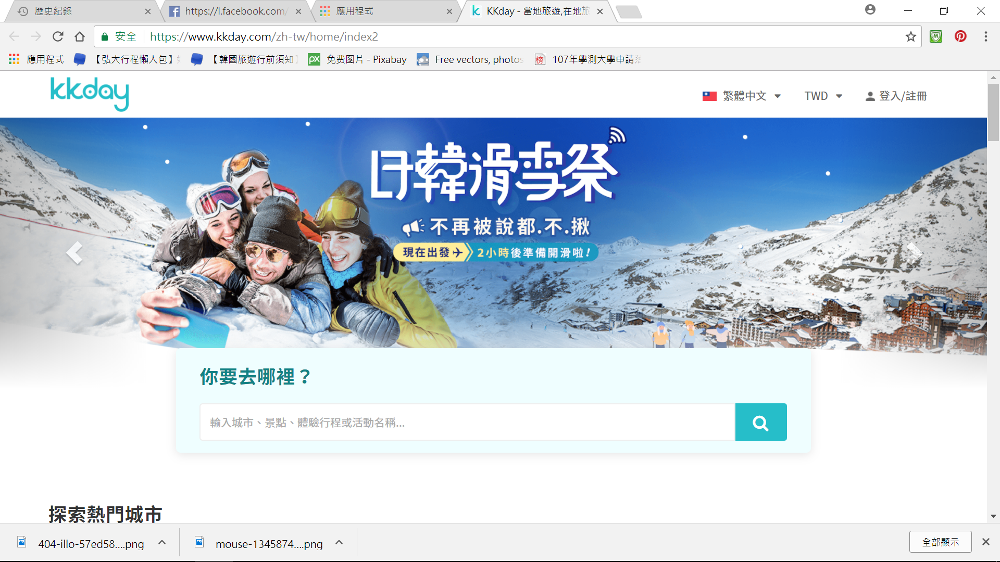 歷史紀錄
https://l.facebook.com/
應用程式
KKday - 當地旅遊,在地旅
安全
https://www.kkday.com/zh-tw/home/index2
應用程式
【弘大行程懶人包】
【韓國旅遊行前須知】
免费图片 - Pixabay
Free vectors, photos
107年學測大學申請落
kkday
繁體中文
TWD
登入/註冊
日韓滑雪祭
不再被說都.不.揪
現在出發
2小時後準備開滑啦!
你要去哪裡？
輸入城市、景點、體驗行程或活動名稱...
探索熱門城市
404-illo-57ed58....png
mouse-1345874....png
全部顯示